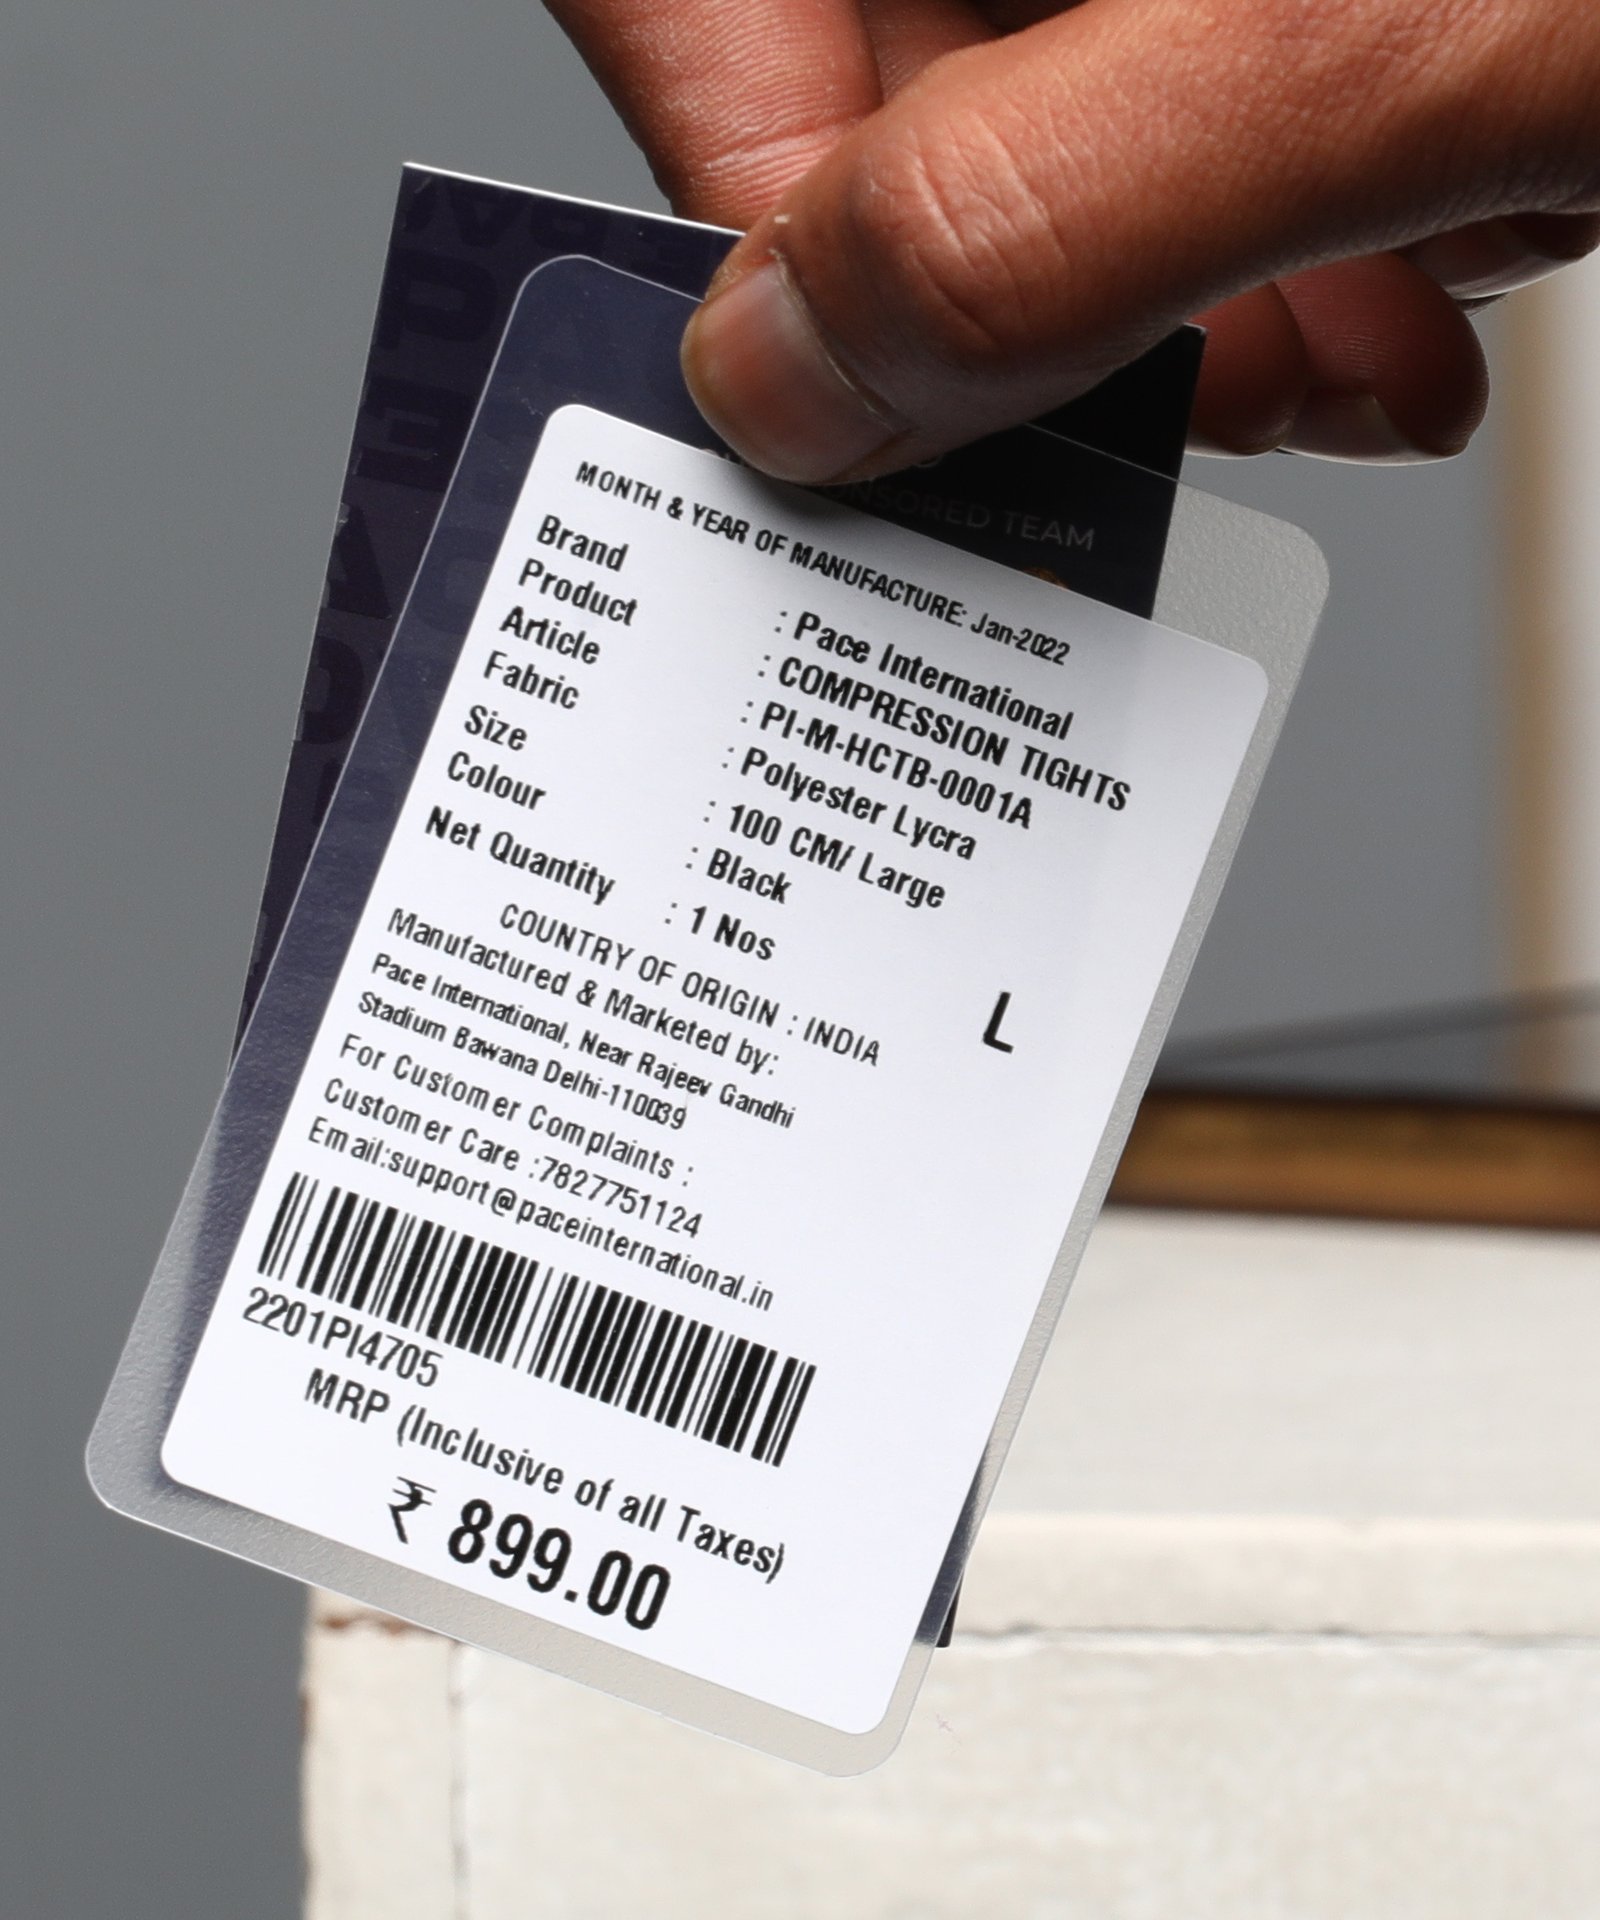 ONSORED TEAM
MONTH & YEAR OF MANUFACTURE: Jan-2022
Brand : Pace International
Product : COMPRESSION TIGHTS
Article : PI-M-HCTB-0001A
Fabric : Polyester Lycra
Size : 100 CM/ Large
Colour : Black
Net Quantity : 1 Nos
COUNTRY OF ORIGIN : INDIA
L
Manufactured & Marketed by:
Pace International, Near Rajeev Gandhi
Stadium Bawana Delhi-110039
For Customer Complaints :
Customer Care :7827751124
Email:support@paceinternational.in
2201PI4705
MRP (Inclusive of all Taxes)
₹ 899.00